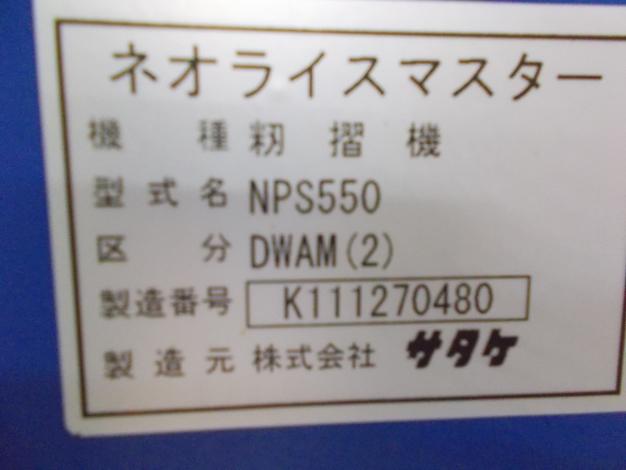 ネオライスマスター
機種 籾摺機
型式名 NPS550
区分 DWAM(2)
製造番号 K111270480
製造元 株式会社 サタケ